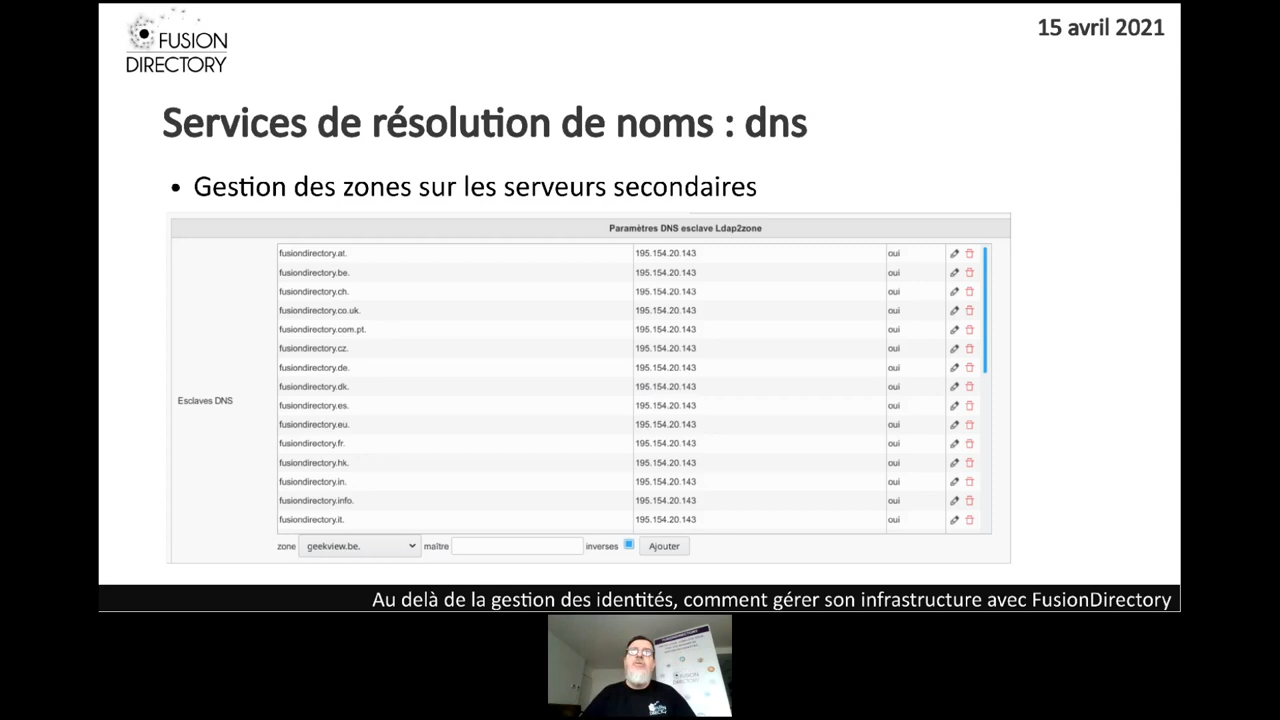 FUSION
DIRECTORY
15 avril 2021
Services de résolution de noms : dns
• Gestion des zones sur les serveurs secondaires
Paramètres DNS esclave Ldap2zone
Esclaves DNS
fusiondirectory.at. 195.154.20.143 oui
fusiondirectory.be. 195.154.20.143 oui
fusiondirectory.ch. 195.154.20.143 oui
fusiondirectory.co.uk. 195.154.20.143 oui
fusiondirectory.com.pt. 195.154.20.143 oui
fusiondirectory.cz. 195.154.20.143 oui
fusiondirectory.de. 195.154.20.143 oui
fusiondirectory.dk. 195.154.20.143 oui
fusiondirectory.es. 195.154.20.143 oui
fusiondirectory.eu. 195.154.20.143 oui
fusiondirectory.fr. 195.154.20.143 oui
fusiondirectory.hk. 195.154.20.143 oui
fusiondirectory.in. 195.154.20.143 oui
fusiondirectory.info. 195.154.20.143 oui
fusiondirectory.it. 195.154.20.143 oui
zone geekview.be. maître inverses Ajouter
Au delà de la gestion des identités, comment gérer son infrastructure avec FusionDirectory
FUSION
DIRECTORY